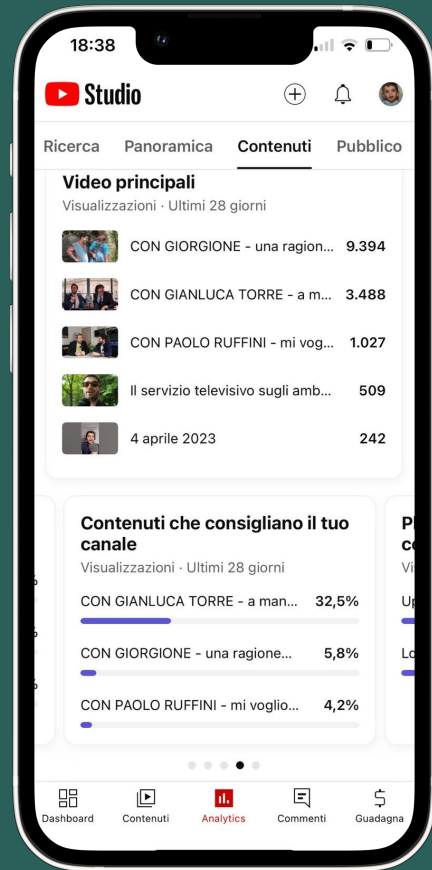 18:38
Studio
Ricerca Panoramica Contenuti Pubblico
Video principali
Visualizzazioni · Ultimi 28 giorni
CON GIORGIONE - una ragion... 9.394
CON GIANLUCA TORRE - a m... 3.488
CON PAOLO RUFFINI - mi vog... 1.027
Il servizio televisivo sugli amb... 509
4 aprile 2023 242
Contenuti che consigliano il tuo
canale
Visualizzazioni · Ultimi 28 giorni
CON GIANLUCA TORRE - a man... 32,5%
CON GIORGIONE - una ragione... 5,8%
CON PAOLO RUFFINI - mi voglio... 4,2%
Dashboard Contenuti Analytics Commenti Guadagna